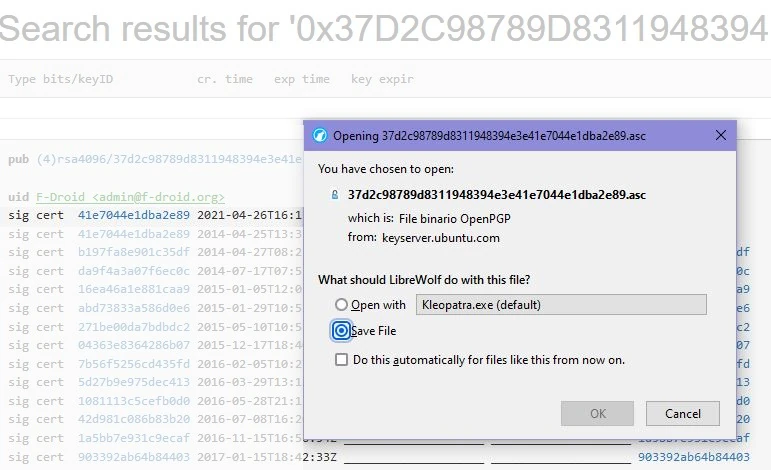 Search results for '0x37D2C98789D8311948394
Type bits/keyID cr. time exp time key expir
Opening 37d2c98789d8311948394e3e41e7044e1dba2e89.asc
pub (4)rsa4096/37d2c98789d8311948394e3e41e
You have chosen to open:
37d2c98789d8311948394e3e41e7044e1dba2e89.asc
which is: File binario OpenPGP
from: keyserver.ubuntu.com
What should LibreWolf do with this file?
Open with Kleopatra.exe (default)
Save File
Do this automatically for files like this from now on.
OK Cancel
uid F-Droid <admin@f-droid.org>
sig cert 41e7044e1dba2e89 2021-04-26T16:1
sig cert 41e7044e1dba2e89 2014-04-25T13:3
sig cert b197fa8e901c35df 2014-04-27T08:2 df
sig cert da9f4a3a07f6ec0c 2014-07-17T07:5 0c
sig cert 16ea46a1e881caa9 2015-01-05T12:0 a9
sig cert abd73833a586d0e6 2015-01-29T10:5 e6
sig cert 271be00da7bdbdc2 2015-05-10T10:5 c2
sig cert 04363e8364286b07 2015-12-17T18:4 07
sig cert 7b56f5256cd435fd 2016-02-05T10:2 fd
sig cert 5d27b9e975dec413 2016-03-29T13:1 13
sig cert 1081113c5cefb0d0 2016-05-28T21:1 d0
sig cert 42d981c086b83b20 2016-07-08T16:2 20
sig cert 1a5bb7e931c9ecaf 2016-11-15T16:5 1a5bb7e931c9ecaf
sig cert 903392ab64b84403 2017-01-15T18:42:33Z 903392ab64b84403